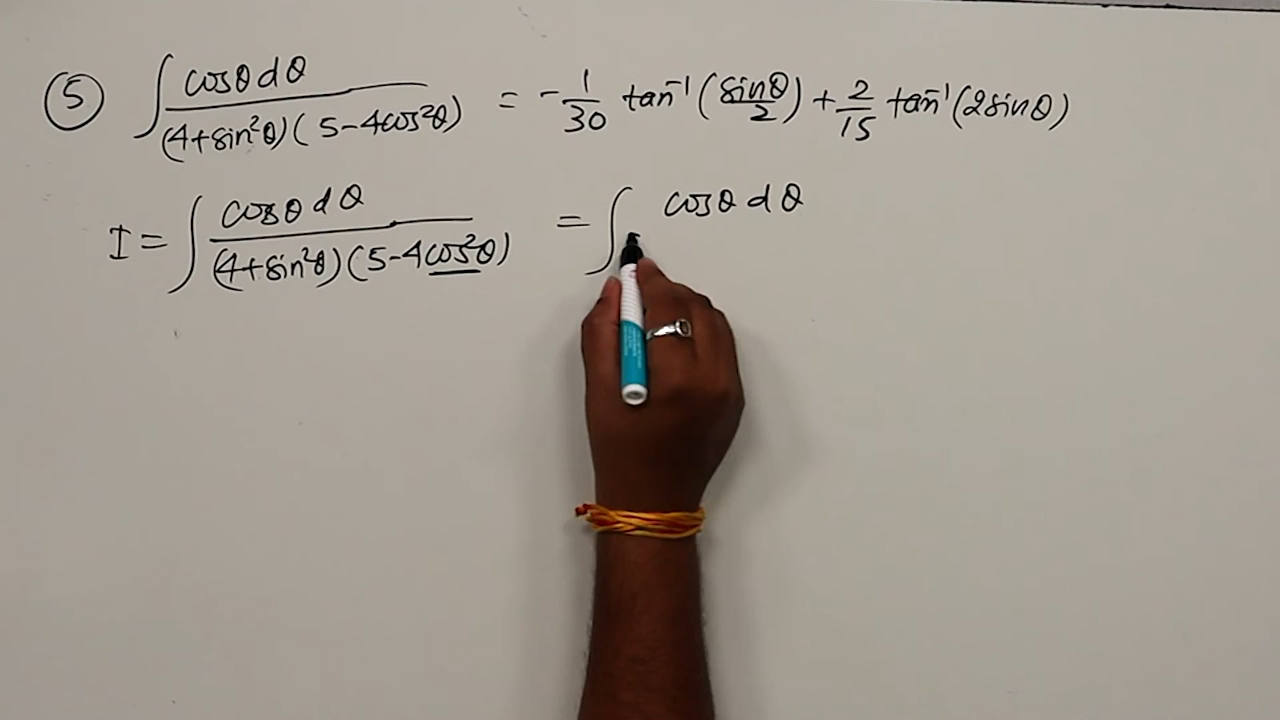 ⑤ ∫ cosθ dθ / (4+sin²θ)(5-4cos²θ) = -1/30 tan⁻¹(sinθ/2) + 2/15 tan⁻¹(2sinθ)
I = ∫ cosθ dθ / (4+sin²θ)(5-4cos²θ) = ∫ cosθ dθ